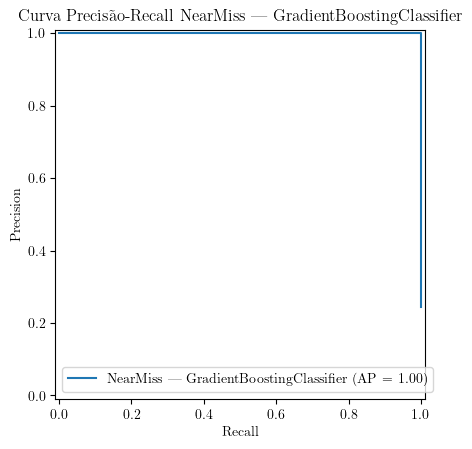 Curva Precisão-Recall NearMiss — GradientBoostingClassifier
1.0
0.8
0.6
0.4
0.2
0.0
Precision
NearMiss — GradientBoostingClassifier (AP = 1.00)
0.0 0.2 0.4 0.6 0.8 1.0
Recall